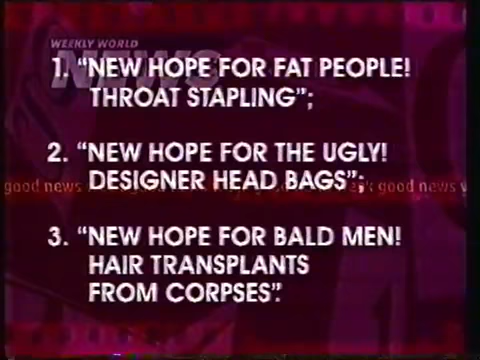 WEEKLY WORLD
NEWS
1. “NEW HOPE FOR FAT PEOPLE!
THROAT STAPLING”;
2. “NEW HOPE FOR THE UGLY!
good news
DESIGNER HEAD BAGS”;
good news
3. “NEW HOPE FOR BALD MEN!
HAIR TRANSPLANTS
FROM CORPSES”.